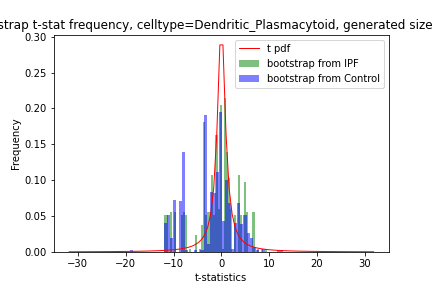 strap t-stat frequency, celltype=Dendritic_Plasmacytoid, generated size
t pdf
bootstrap from IPF
bootstrap from Control
0.30
0.25
0.20
0.15
0.10
0.05
0.00
Frequency
−30 −20 −10 0 10 20 30
t-statistics